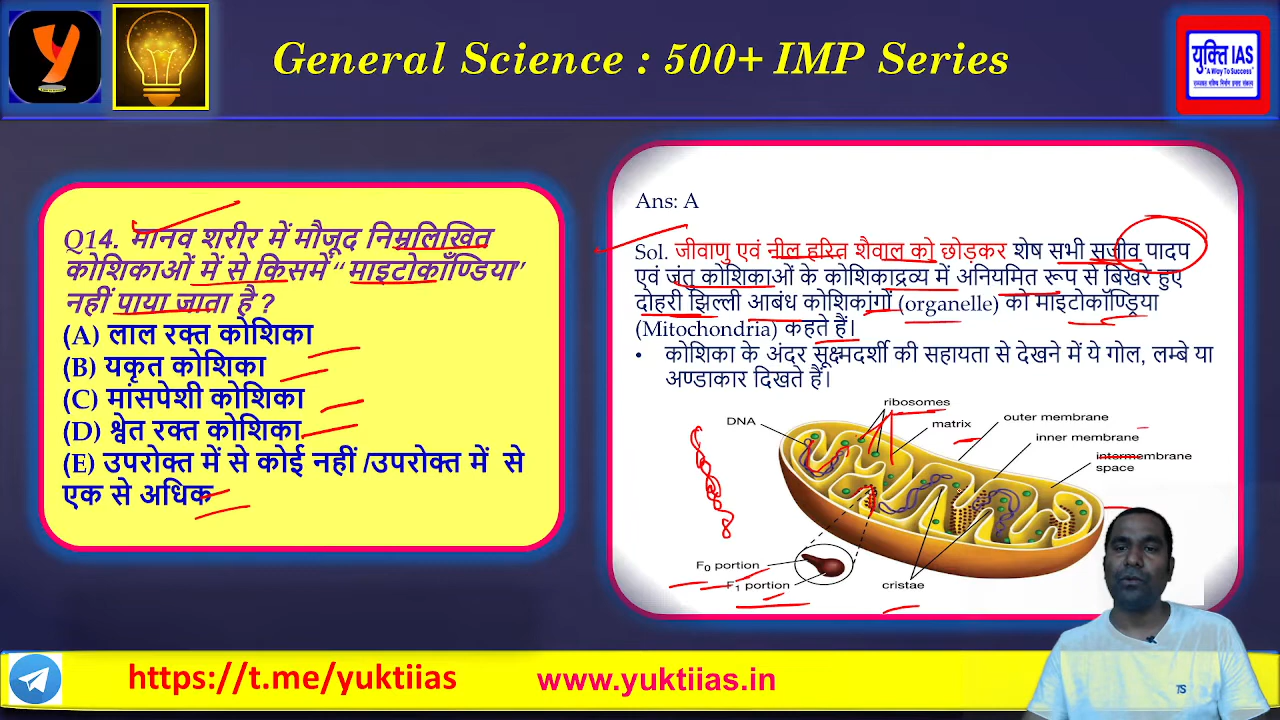 General Science : 500+ IMP Series
युक्ति IAS
"A Way To Success"
Q14. मानव शरीर में मौजूद निम्नलिखित
कोशिकाओं में से किसमें “माइटोकाँण्डिया”
नहीं पाया जाता है ?
(A) लाल रक्त कोशिका
(B) यकृत कोशिका
(C) मांसपेशी कोशिका
(D) श्वेत रक्त कोशिका
(E) उपरोक्त में से कोई नहीं /उपरोक्त में से
एक से अधिक
Ans: A
Sol. जीवाणु एवं नील हरित शैवाल को छोड़कर शेष सभी सजीव पादप
एवं जंतु कोशिकाओं के कोशिकाद्रव्य में अनियमित रूप से बिखरे हुए
दोहरी झिल्ली आबंध कोशिकांगों (organelle) को माइटोकॉण्ड्रिया
(Mitochondria) कहते हैं।
• कोशिका के अंदर सूक्ष्मदर्शी की सहायता से देखने में ये गोल, लम्बे या
अण्डाकार दिखते हैं।
ribosomes
DNA
matrix
outer membrane
inner membrane
intermembrane
space
F0 portion
F1 portion
cristae
https://t.me/yuktiias
www.yuktiias.in
TS